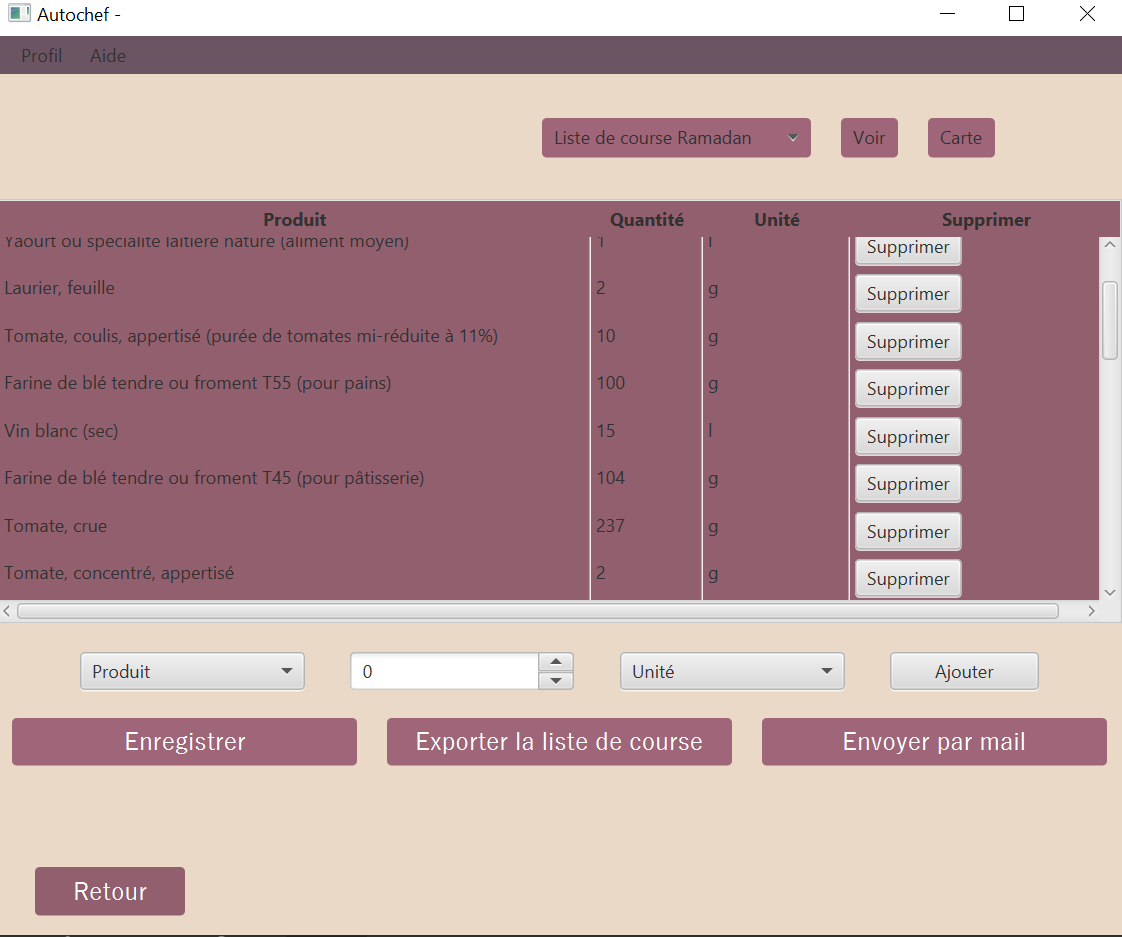 Autochef -
Profil Aide
Liste de course Ramadan Voir Carte
Produit Quantité Unité Supprimer
Yaourt ou spécialité laitière nature (aliment moyen) 1 l Supprimer
Laurier, feuille 2 g Supprimer
Tomate, coulis, appertisé (purée de tomates mi-réduite à 11%) 10 g Supprimer
Farine de blé tendre ou froment T55 (pour pains) 100 g Supprimer
Vin blanc (sec) 15 l Supprimer
Farine de blé tendre ou froment T45 (pour pâtisserie) 104 g Supprimer
Tomate, crue 237 g Supprimer
Tomate, concentré, appertisé 2 g Supprimer
Produit 0 Unité Ajouter
Enregistrer Exporter la liste de course Envoyer par mail
Retour